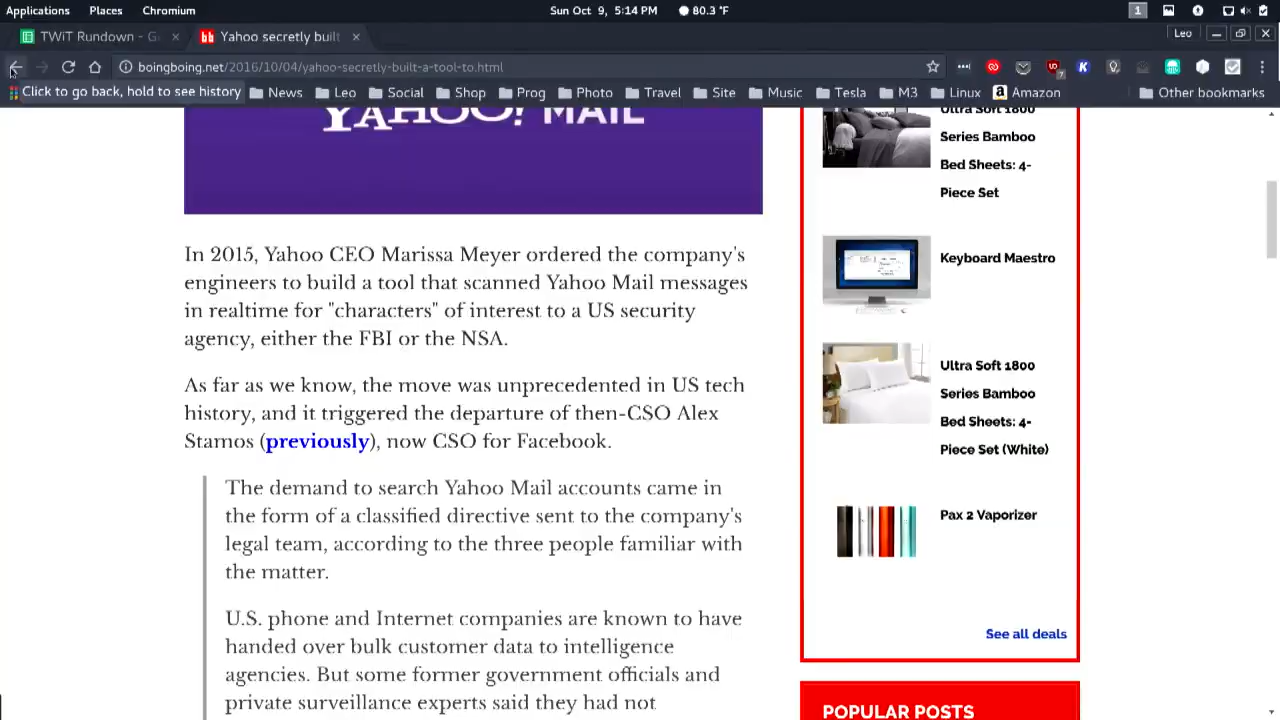 Applications Places Chromium Sun Oct 9, 5:14 PM 80.3 °F 1
TWiT Rundown - G Yahoo secretly built Leo
boingboing.net/2016/10/04/yahoo-secretly-built-a-tool-to.html
Click to go back, hold to see history News Leo Social Shop Prog Photo Travel Site Music Tesla M3 Linux Amazon Other bookmarks
YAHOO! MAIL
In 2015, Yahoo CEO Marissa Meyer ordered the company's
engineers to build a tool that scanned Yahoo Mail messages
in realtime for "characters" of interest to a US security
agency, either the FBI or the NSA.
As far as we know, the move was unprecedented in US tech
history, and it triggered the departure of then-CSO Alex
Stamos (previously), now CSO for Facebook.
The demand to search Yahoo Mail accounts came in
the form of a classified directive sent to the company's
legal team, according to the three people familiar with
the matter.
U.S. phone and Internet companies are known to have
handed over bulk customer data to intelligence
agencies. But some former government officials and
private surveillance experts said they had not
Ultra Soft 1800
Series Bamboo
Bed Sheets: 4-
Piece Set
Keyboard Maestro
Ultra Soft 1800
Series Bamboo
Bed Sheets: 4-
Piece Set (White)
Pax 2 Vaporizer
See all deals
POPULAR POSTS